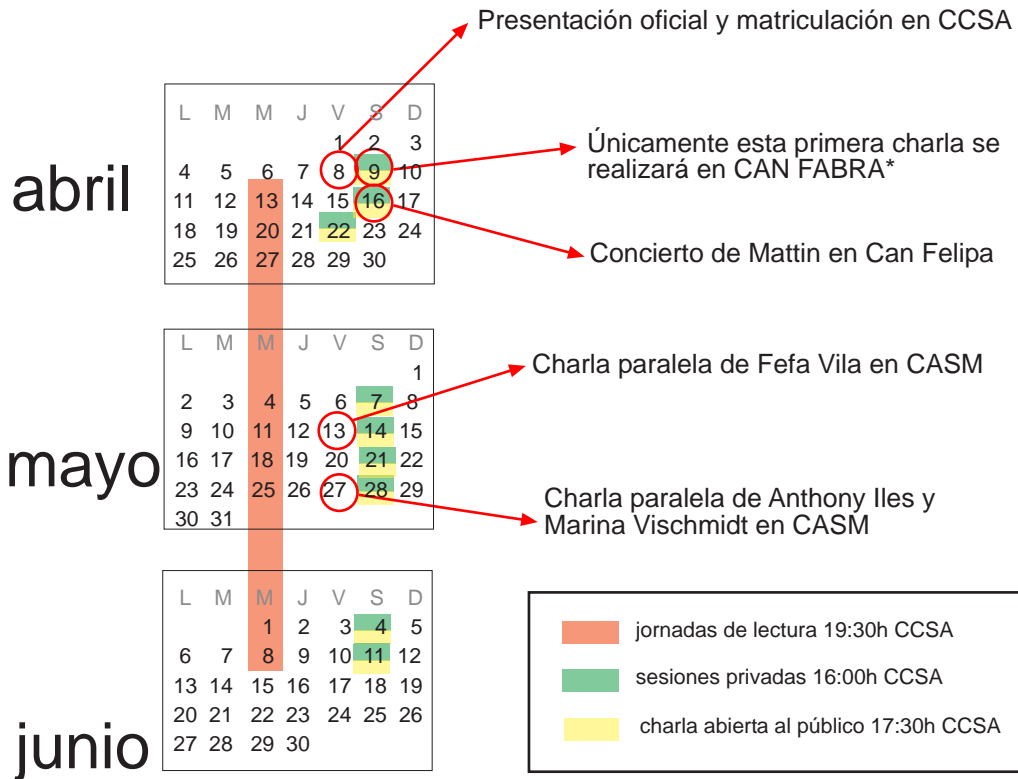 Presentación oficial y matriculación en CCSA
abril
L M M J V S D
1 2 3
4 5 6 7 8 9 10
11 12 13 14 15 16 17
18 19 20 21 22 23 24
25 26 27 28 29 30
Únicamente esta primera charla se
realizará en CAN FABRA*
Concierto de Mattin en Can Felipa
mayo
L M M J V S D
1
2 3 4 5 6 7 8
9 10 11 12 13 14 15
16 17 18 19 20 21 22
23 24 25 26 27 28 29
30 31
Charla paralela de Fefa Vila en CASM
Charla paralela de Anthony Iles y
Marina Vischmidt en CASM
junio
L M M J V S D
1 2 3 4 5
6 7 8 9 10 11 12
13 14 15 16 17 18 19
20 21 22 23 24 25 26
27 28 29 30
jornadas de lectura 19:30h CCSA
sesiones privadas 16:00h CCSA
charla abierta al público 17:30h CCSA